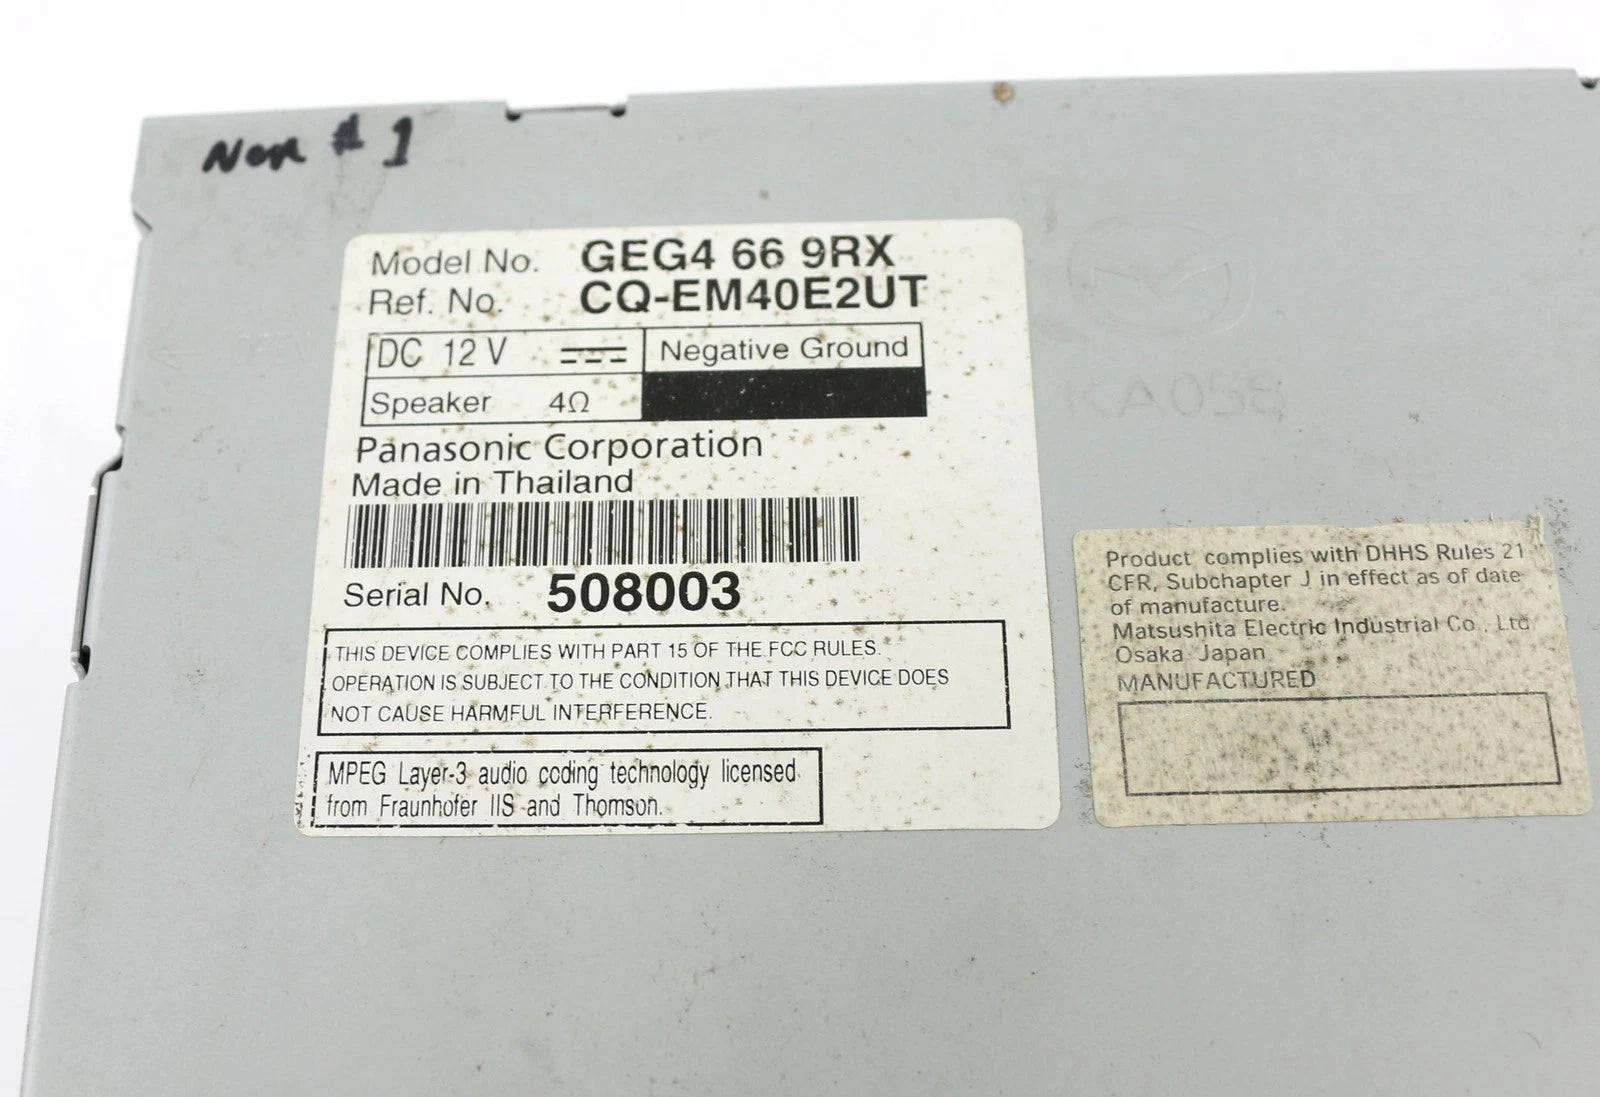 # 1
Model No. GEG4 66 9RX
Ref. No. CQ-EM40E2UT
DC 12 V Negative Ground
Speaker 4Ω
Panasonic Corporation
Made in Thailand
Serial No. 508003
THIS DEVICE COMPLIES WITH PART 15 OF THE FCC RULES.
OPERATION IS SUBJECT TO THE CONDITION THAT THIS DEVICE DOES
NOT CAUSE HARMFUL INTERFERENCE.
MPEG Layer-3 audio coding technology licensed
from Fraunhofer IIS and Thomson.
KA058
Product complies with DHHS Rules 21
CFR, Subchapter J in effect as of date
of manufacture.
Matsushita Electric Industrial Co., Ltd.
Osaka Japan
MANUFACTURED